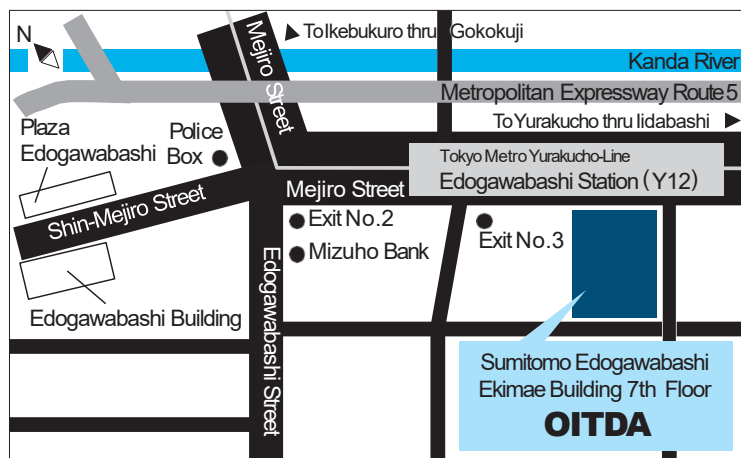 N
To Ikebukuro thru Gokokuji
Mejiro Street
Kanda River
Metropolitan Expressway Route 5
To Yurakucho thru Iidabashi
Plaza
Edogawabashi
Police
Box
Tokyo Metro Yurakucho-Line
Edogawabashi Station (Y12)
Mejiro Street
Shin-Mejiro Street
Exit No.2
Mizuho Bank
Exit No.3
Edogawabashi Street
Edogawabashi Building
Sumitomo Edogawabashi
Ekimae Building 7th Floor
OITDA